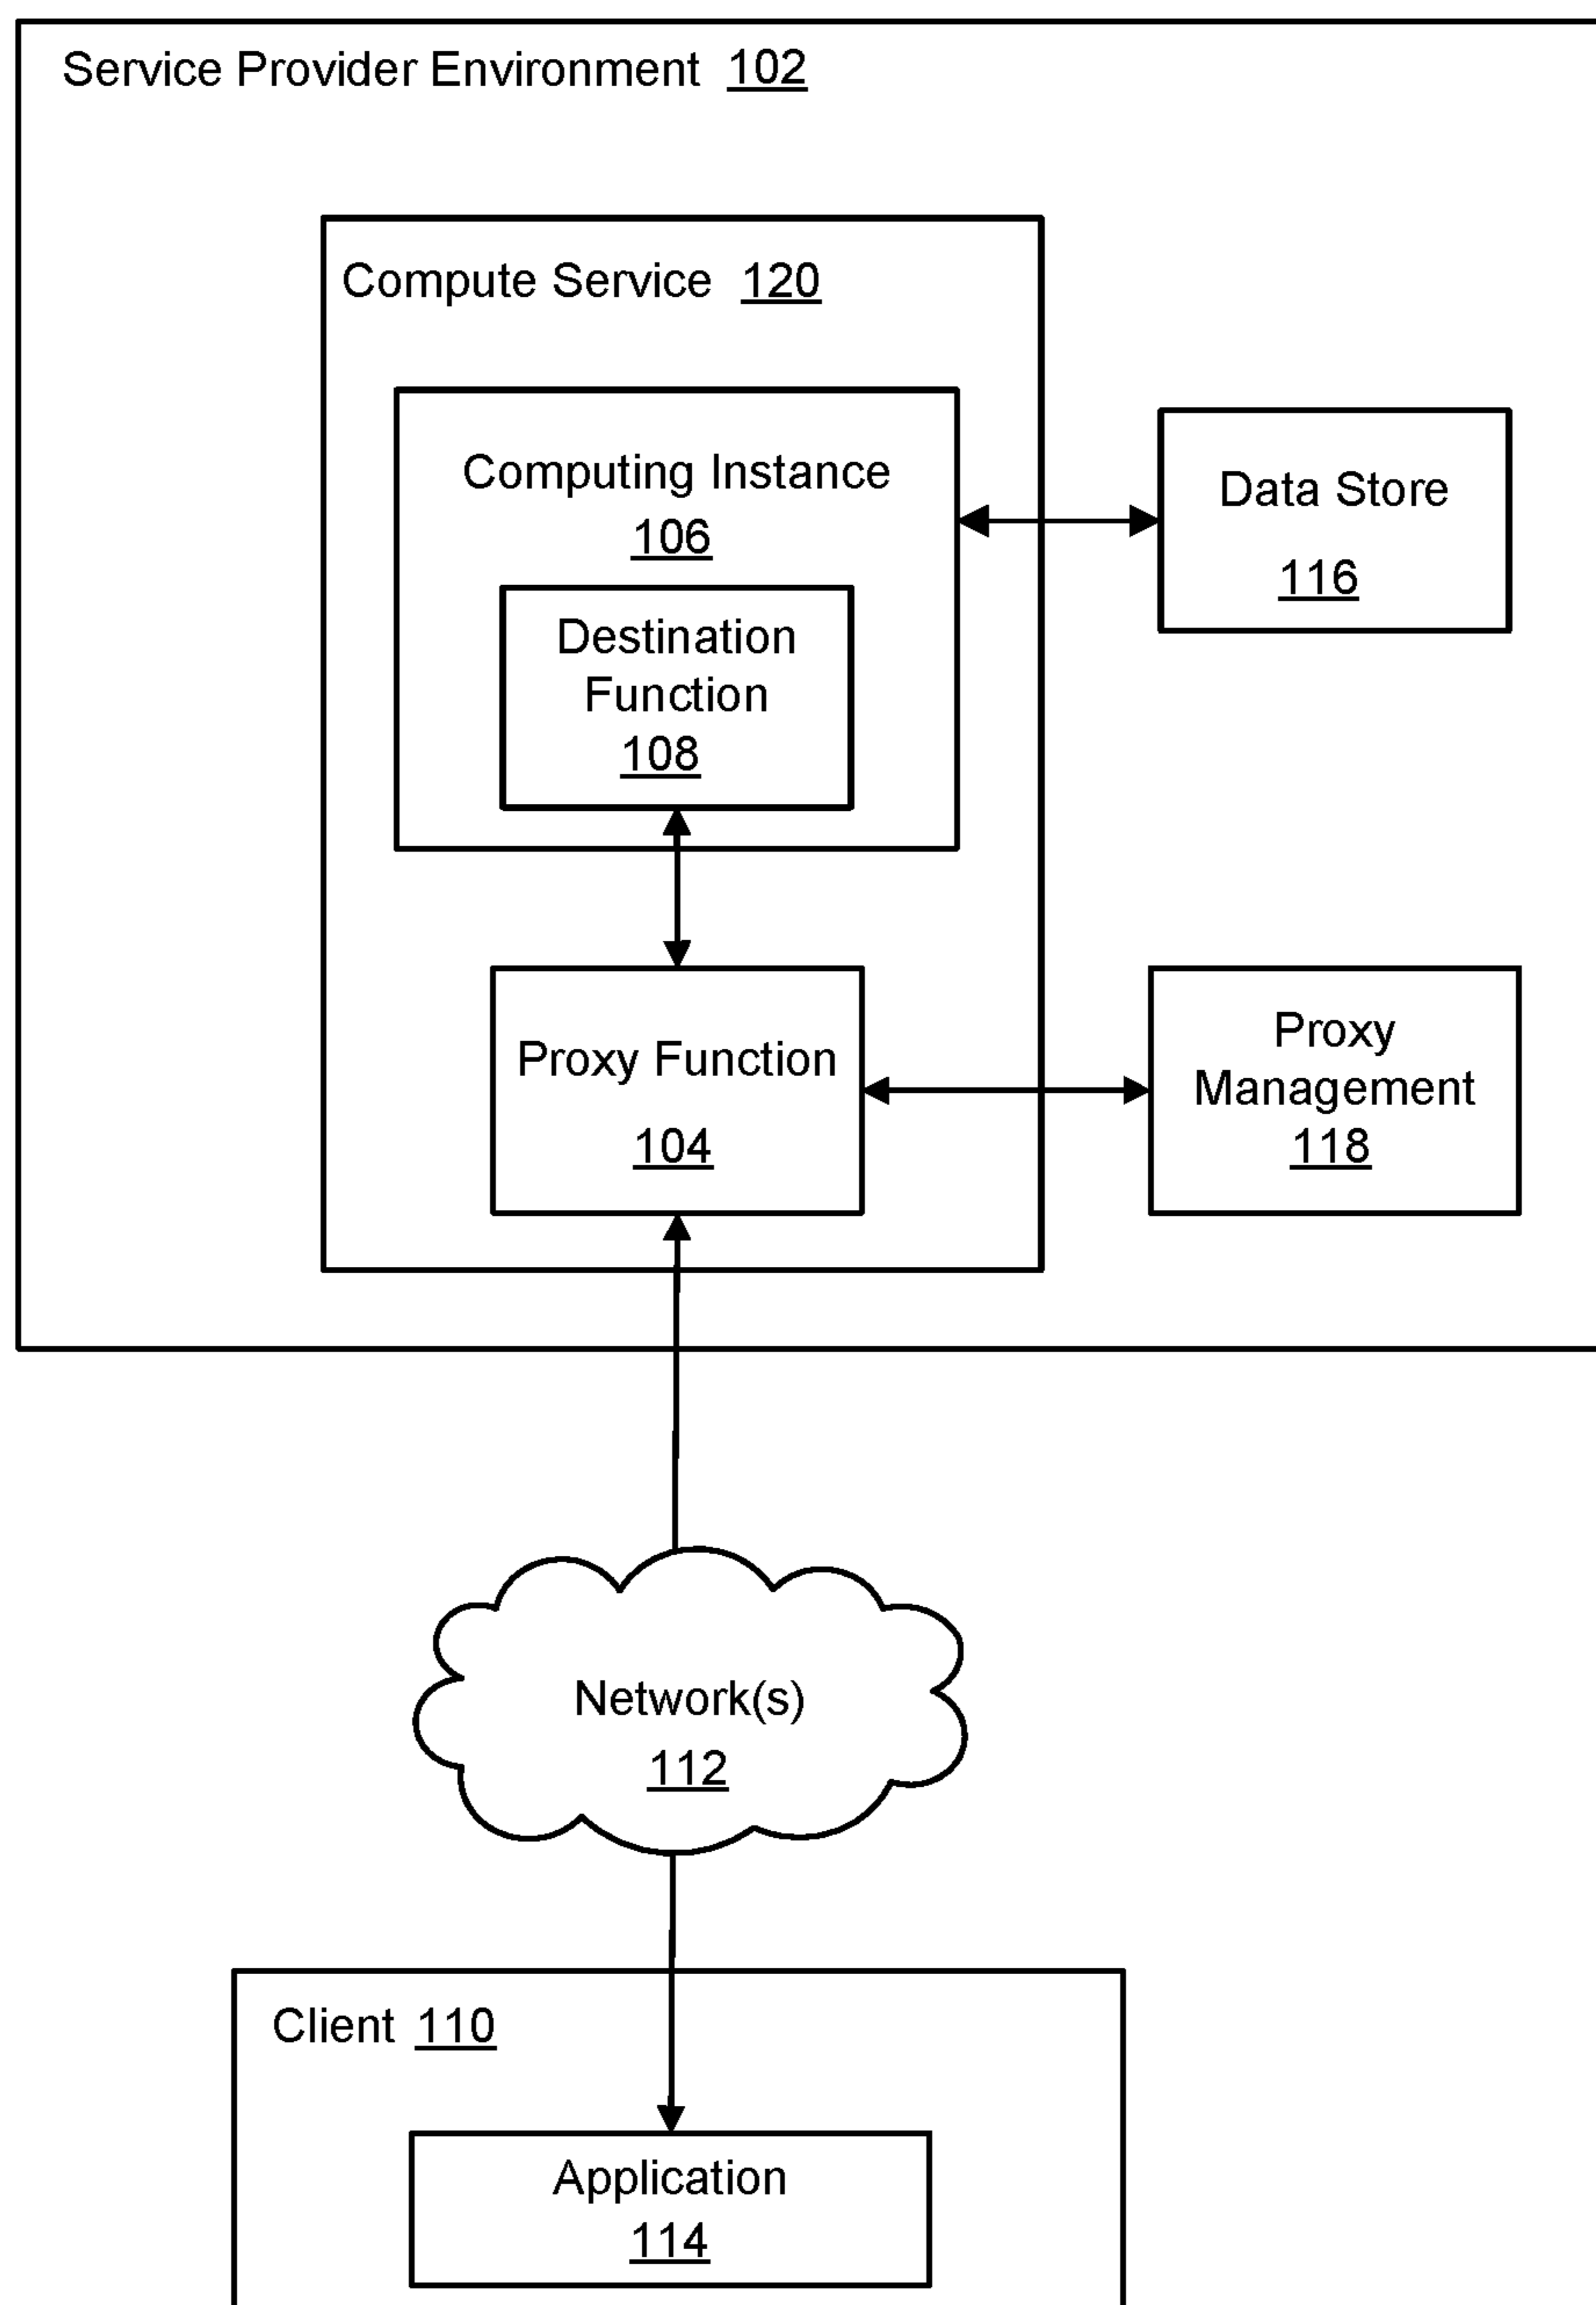 Service Provider Environment 102
Compute Service 120
Computing Instance
106
Destination
Function
108
Data Store
116
Proxy Function
104
Proxy
Management
118
Network(s)
112
Client 110
Application
114